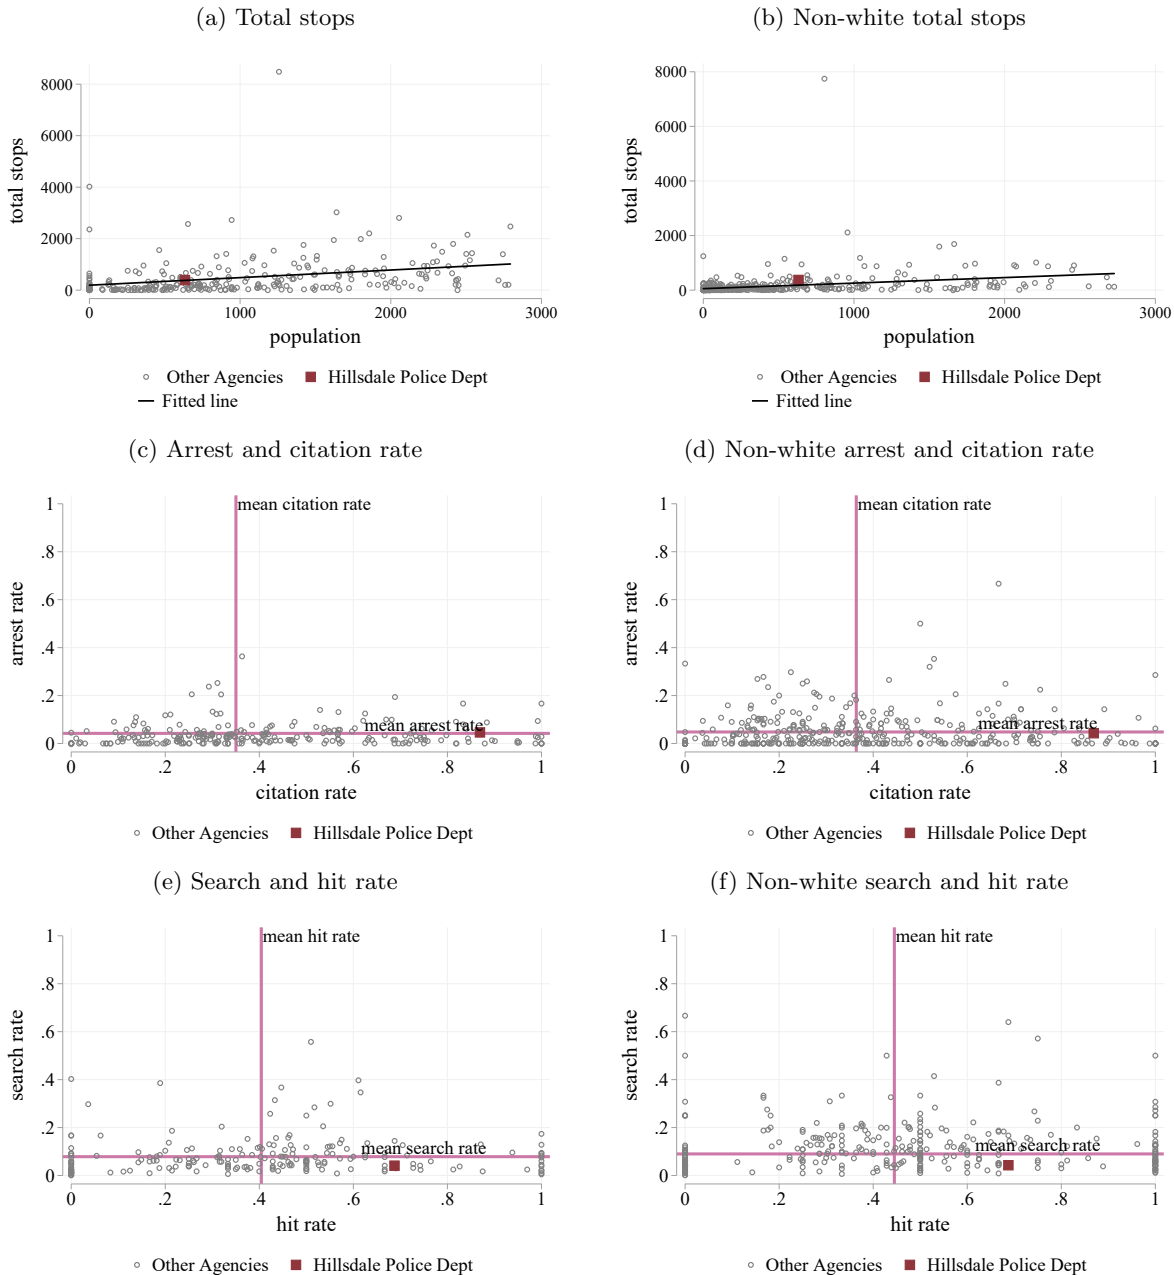 (a) Total stops
(b) Non-white total stops
total stops
8000
6000
4000
2000
0
0 1000 2000 3000
population
Other Agencies Hillsdale Police Dept
Fitted line
total stops
8000
6000
4000
2000
0
0 1000 2000 3000
population
Other Agencies Hillsdale Police Dept
Fitted line
(c) Arrest and citation rate
(d) Non-white arrest and citation rate
arrest rate
1
.8
.6
.4
.2
0
mean citation rate
mean arrest rate
0 .2 .4 .6 .8 1
citation rate
Other Agencies Hillsdale Police Dept
arrest rate
1
.8
.6
.4
.2
0
mean citation rate
mean arrest rate
0 .2 .4 .6 .8 1
citation rate
Other Agencies Hillsdale Police Dept
(e) Search and hit rate
(f) Non-white search and hit rate
search rate
1
.8
.6
.4
.2
0
mean hit rate
mean search rate
0 .2 .4 .6 .8 1
hit rate
Other Agencies Hillsdale Police Dept
search rate
1
.8
.6
.4
.2
0
mean hit rate
mean search rate
0 .2 .4 .6 .8 1
hit rate
Other Agencies Hillsdale Police Dept